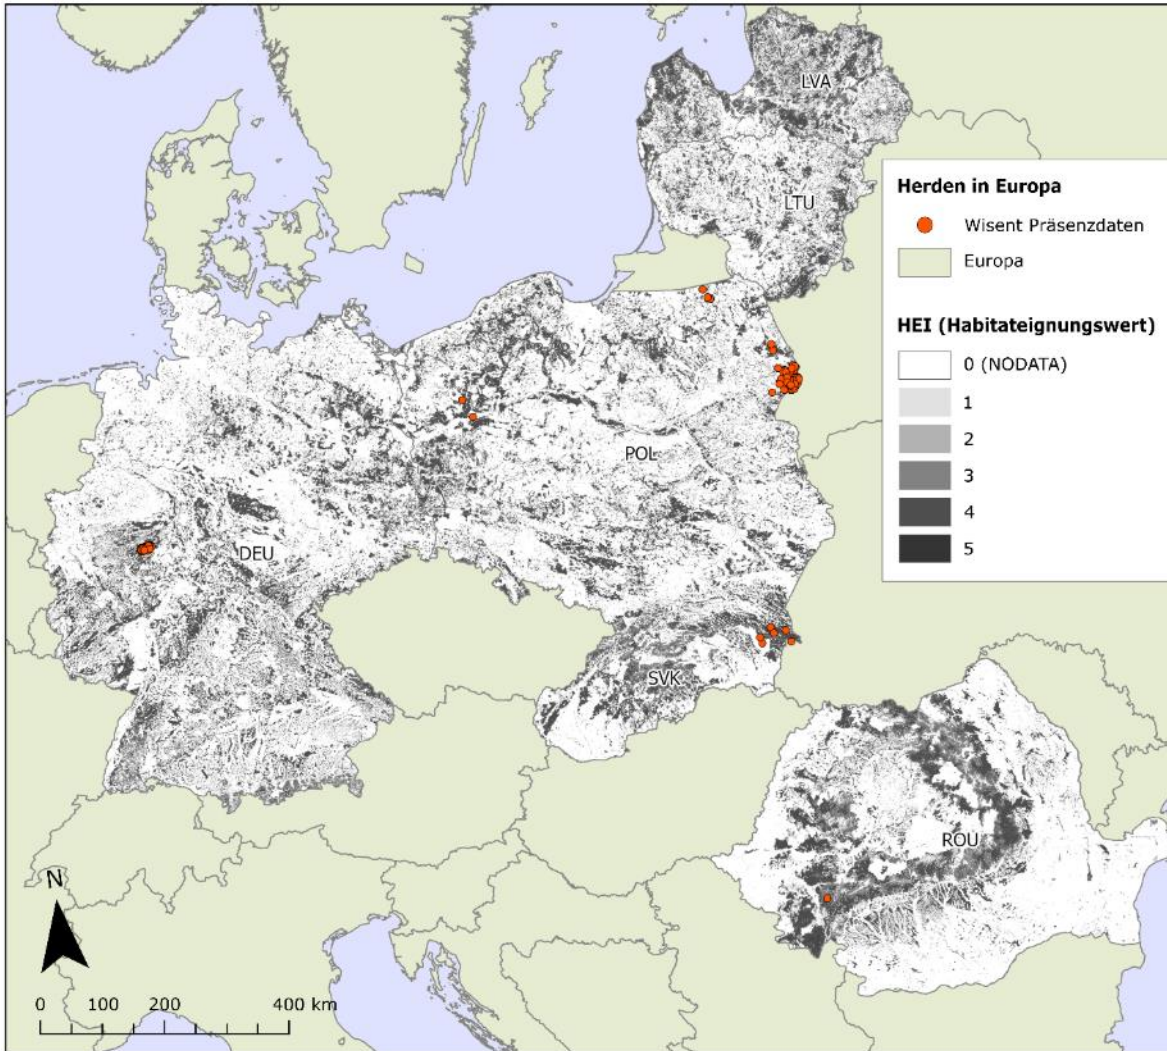 LVA
LTU
POL
DEU
SVK
ROU
Herden in Europa
Wisent Präsenzdaten
Europa
HEI (Habitateignungswert)
0 (NODATA)
1
2
3
4
5
N
0 100 200 400 km